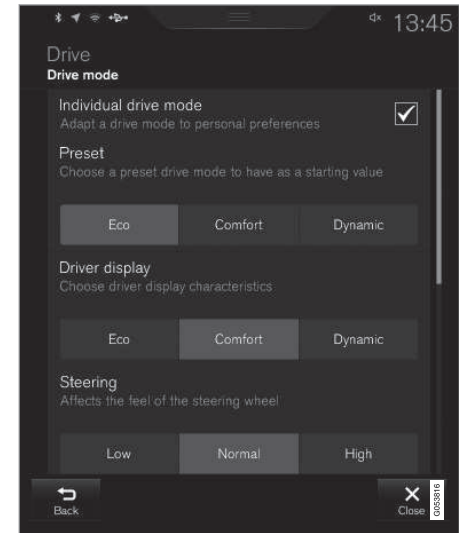 13:45
Drive
Drive mode
Individual drive mode
Adapt a drive mode to personal preferences
Preset
Choose a preset drive mode to have as a starting value
Eco Comfort Dynamic
Driver display
Choose driver display characteristics
Eco Comfort Dynamic
Steering
Affects the feel of the steering wheel
Low Normal High
Back Close
G053816